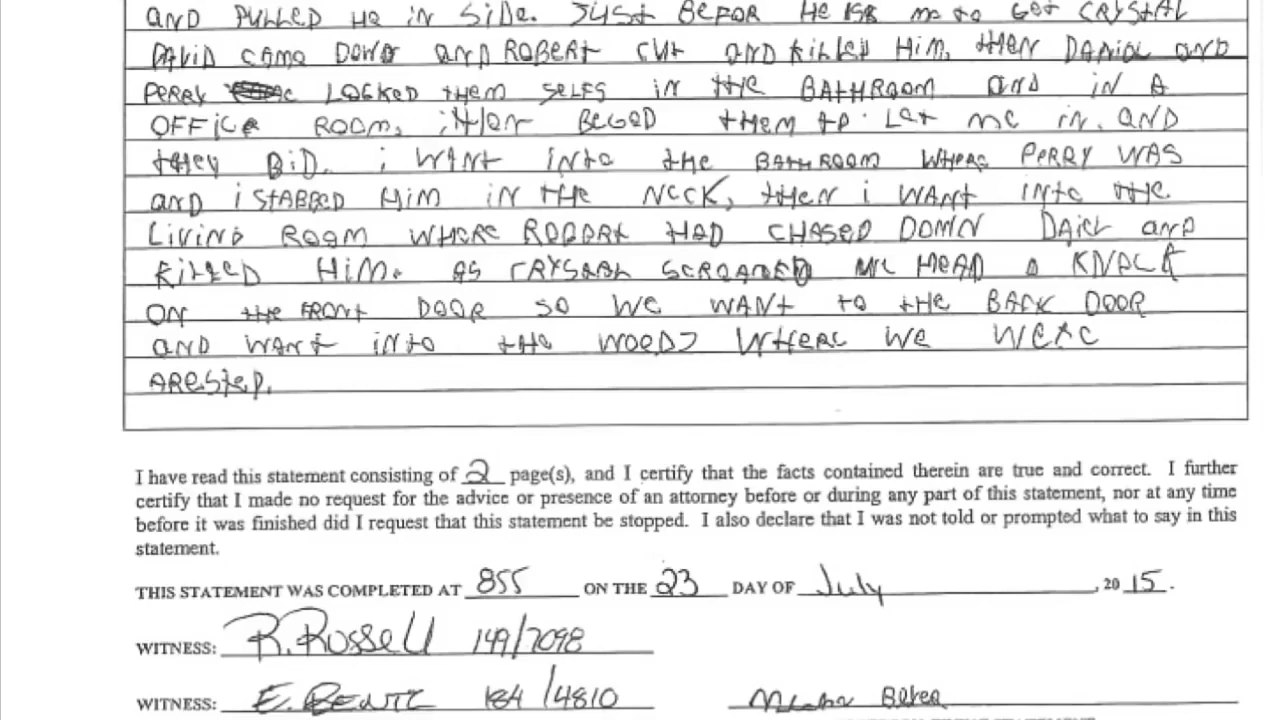 AND PULLED HE IN SIDE. JUST BEFOR HE me to GET CRYSTAL
DAVID CAME DOWN AND ROBERT CUT AND KILLED HIM, then DANIOL AND
PERRY LOCKED THEM SELFS IN THE BATHROOM AND IN A
OFFICE ROOM. i then BEGED THEM to LET me in. AND
they DID. i WANT INTO the BATHROOM WHERE PERRY WAS
and i STABBED HIM IN THE NECK, then i WANT INTO THE
LIVING ROOM WHERE ROBERT HAD CHASED DOWN and
KILLED HIM. AS CRYSTAL SCREAMED We HEAD A KNACK
ON the FRONT DOOR SO WE WANT to the BACK DOOR
AND WANT INTO the WOODS WHERE WE WERE
ARESTED.
I have read this statement consisting of 2 page(s), and I certify that the facts contained therein are true and correct. I further
certify that I made no request for the advice or presence of an attorney before or during any part of this statement, nor at any time
before it was finished did I request that this statement be stopped. I also declare that I was not told or prompted what to say in this
statement.
THIS STATEMENT WAS COMPLETED AT 855 ON THE 23 DAY OF July, 20 15.
WITNESS: R. Russell 149/7098
WITNESS: E. 184/4810